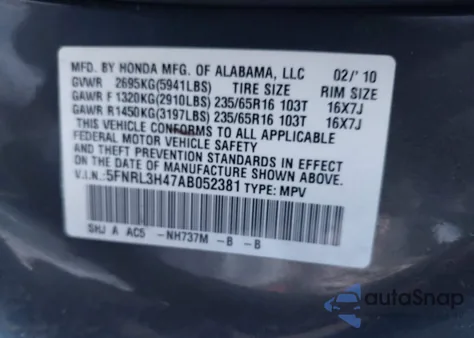 MFD. BY HONDA MFG. OF ALABAMA, LLC 02/'10
GVWR 2695KG(5941LBS) TIRE SIZE RIM SIZE
GAWR F 1320KG(2910LBS) 235/65R16 103T 16X7J
GAWR R1450KG(3197LBS) 235/65R16 103T 16X7J
THIS VEHICLE CONFORMS TO ALL APPLICABLE
FEDERAL MOTOR VEHICLE SAFETY
AND THEFT PREVENTION STANDARDS IN EFFECT
ON THE DATE OF MANUFACTURE SHOWN ABOVE.
V.I.N.:5FNRL3H47AB052381 TYPE: MPV
SHJ A AC5 -NH737M -B -B
autoSnap